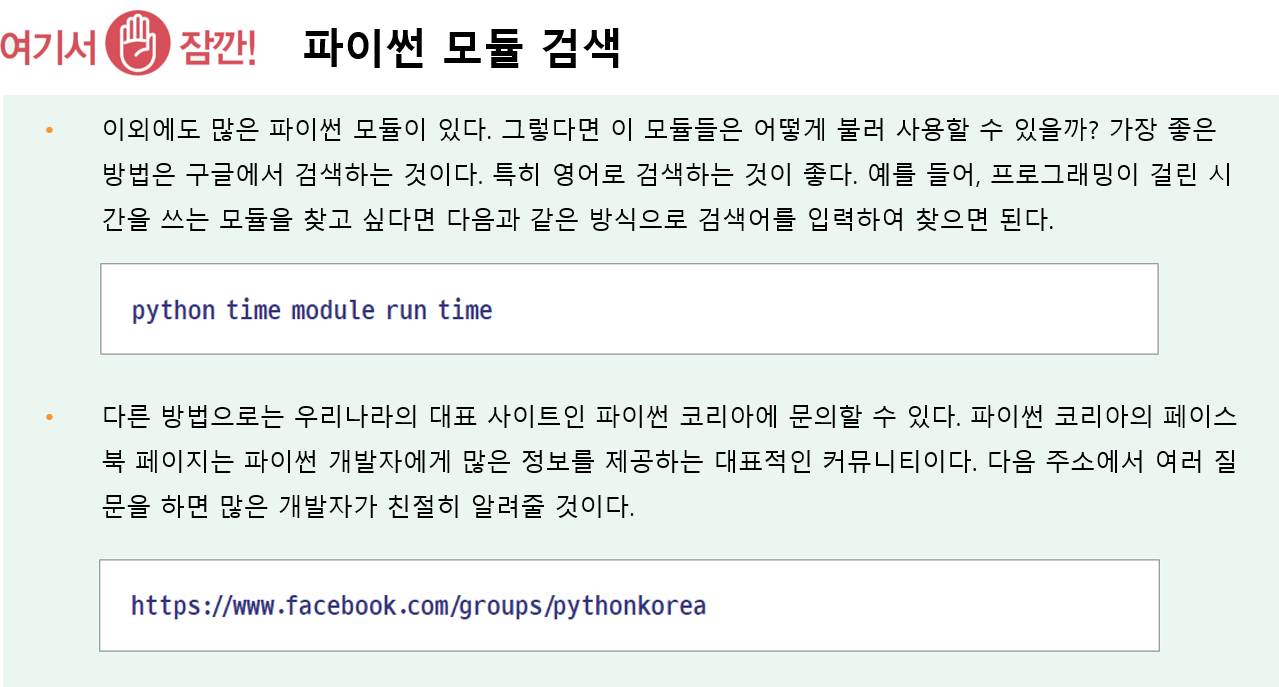 여기서 잠깐! 파이썬 모듈 검색
• 이외에도 많은 파이썬 모듈이 있다. 그렇다면 이 모듈들은 어떻게 불러 사용할 수 있을까? 가장 좋은
방법은 구글에서 검색하는 것이다. 특히 영어로 검색하는 것이 좋다. 예를 들어, 프로그래밍이 걸린 시
간을 쓰는 모듈을 찾고 싶다면 다음과 같은 방식으로 검색어를 입력하여 찾으면 된다.
python time module run time
• 다른 방법으로는 우리나라의 대표 사이트인 파이썬 코리아에 문의할 수 있다. 파이썬 코리아의 페이스
북 페이지는 파이썬 개발자에게 많은 정보를 제공하는 대표적인 커뮤니티이다. 다음 주소에서 여러 질
문을 하면 많은 개발자가 친절히 알려줄 것이다.
https://www.facebook.com/groups/pythonkorea